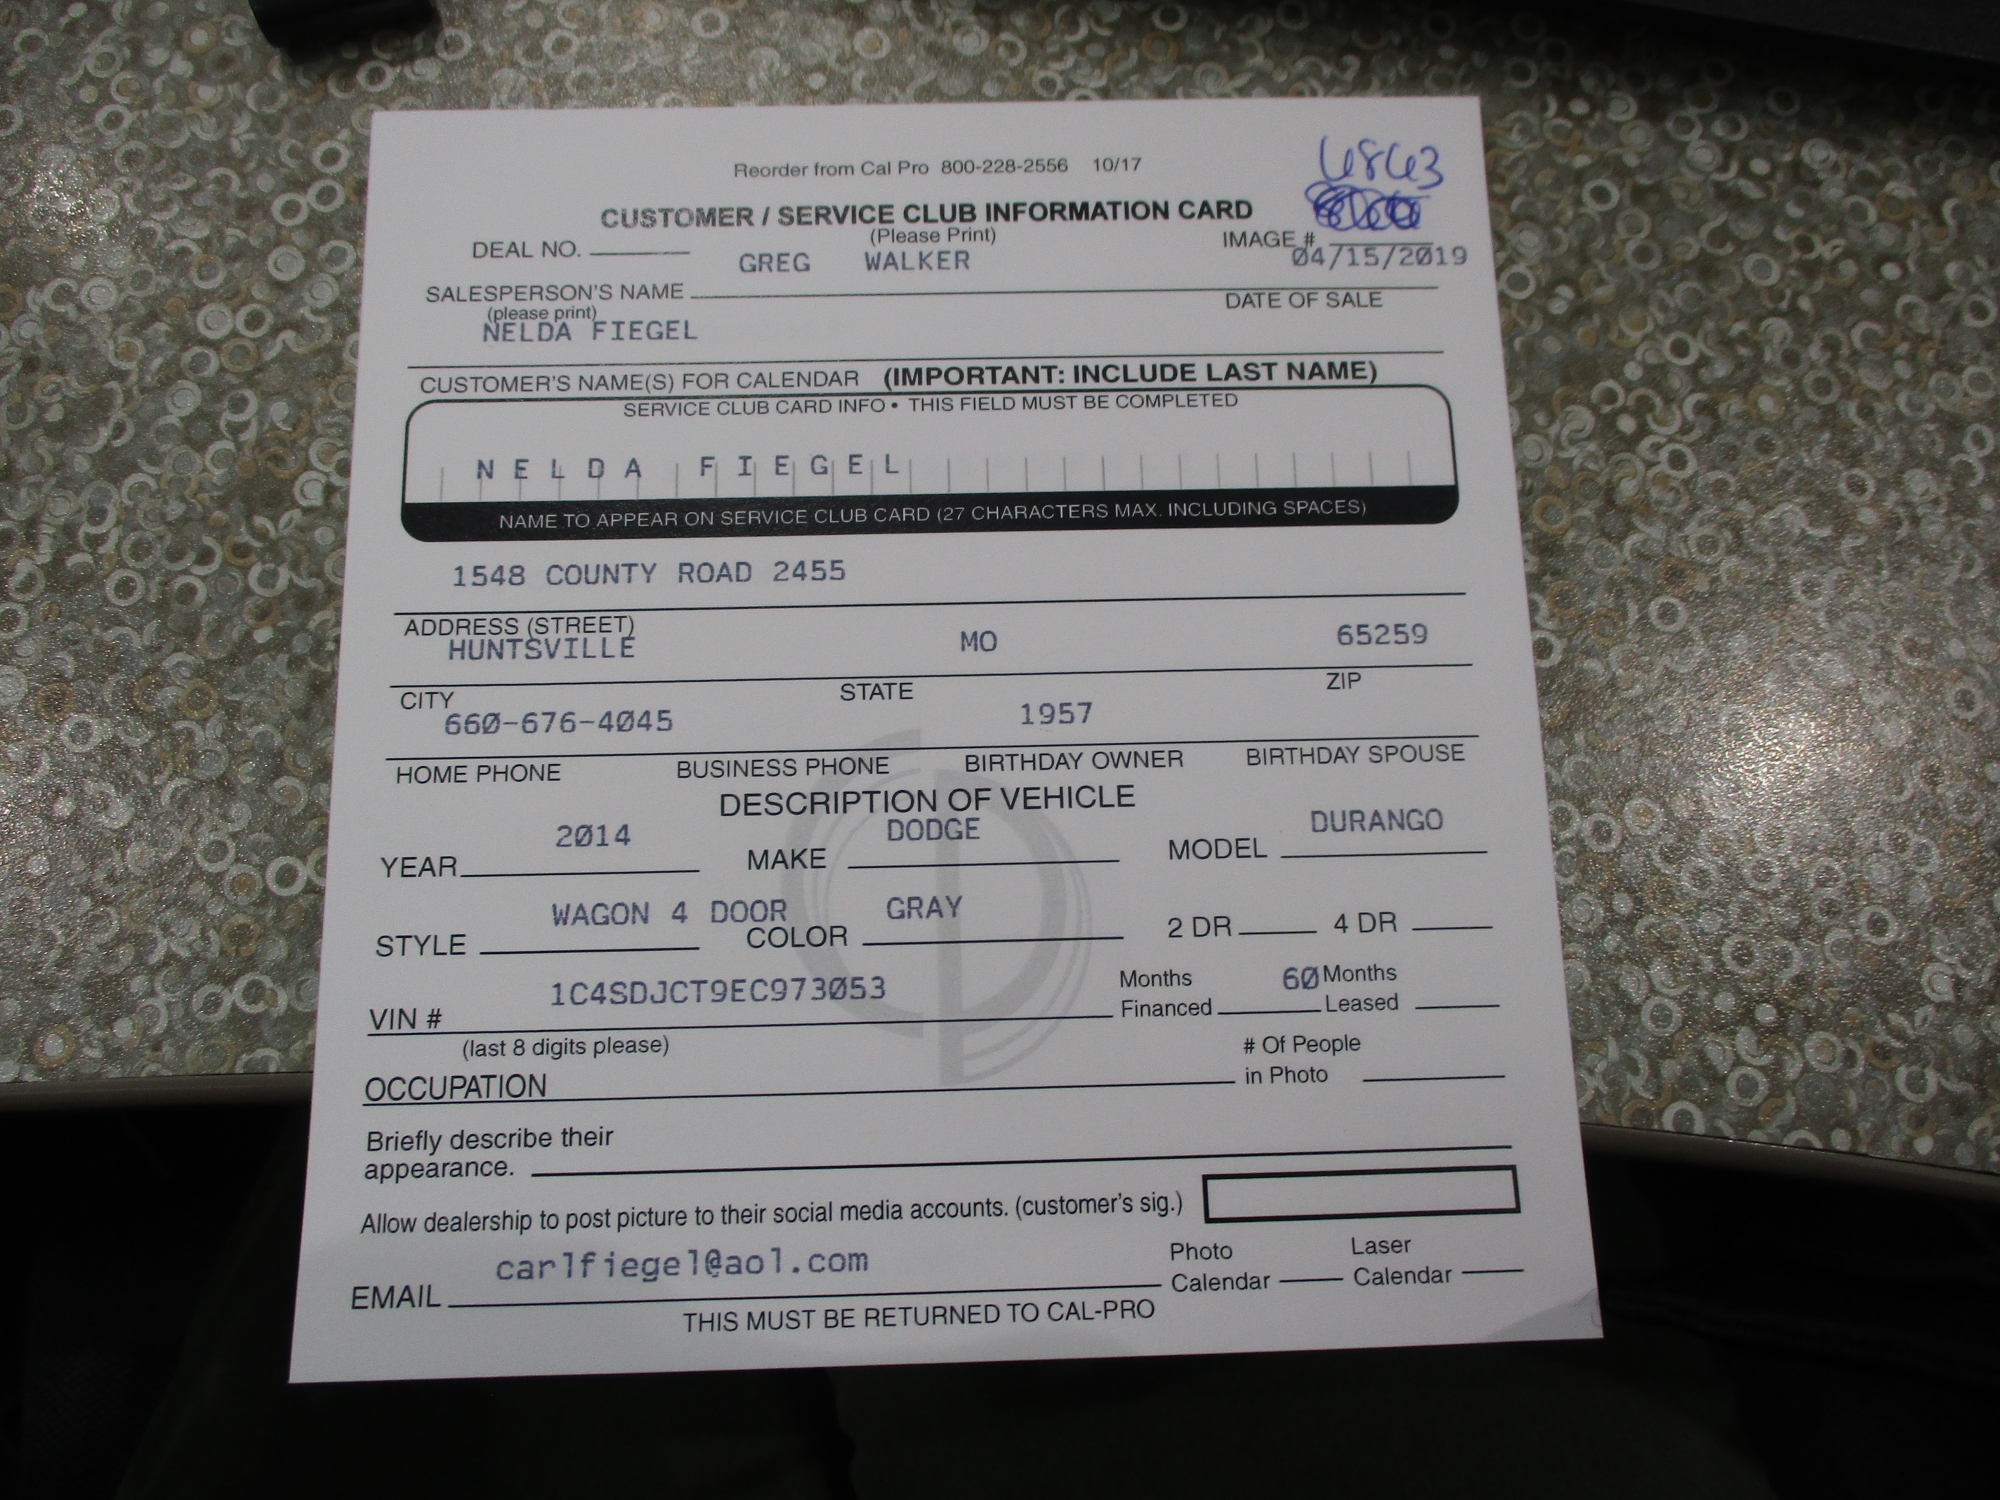 Reorder from Cal Pro 800-228-2556 10/17
CUSTOMER / SERVICE CLUB INFORMATION CARD
(Please Print)
DEAL NO.
IMAGE #
GREG WALKER 04/15/2019
SALESPERSON'S NAME DATE OF SALE
(please print)
NELDA FIEGEL
CUSTOMER'S NAME(S) FOR CALENDAR (IMPORTANT: INCLUDE LAST NAME)
SERVICE CLUB CARD INFO • THIS FIELD MUST BE COMPLETED
NELDA FIEGEL
NAME TO APPEAR ON SERVICE CLUB CARD (27 CHARACTERS MAX. INCLUDING SPACES)
1548 COUNTY ROAD 2455
ADDRESS (STREET)
HUNTSVILLE MO 65259
CITY STATE ZIP
660-676-4045 1957
HOME PHONE BUSINESS PHONE BIRTHDAY OWNER BIRTHDAY SPOUSE
DESCRIPTION OF VEHICLE
2014 DODGE DURANGO
YEAR MAKE MODEL
WAGON 4 DOOR GRAY
STYLE COLOR 2 DR 4 DR
1C4SDJCT9EC973053 Months 60 Months
VIN # Financed Leased
(last 8 digits please) # Of People
OCCUPATION in Photo
Briefly describe their
appearance.
Allow dealership to post picture to their social media accounts. (customer's sig.)
carlfiegel@aol.com Photo Laser
EMAIL Calendar Calendar
THIS MUST BE RETURNED TO CAL-PRO